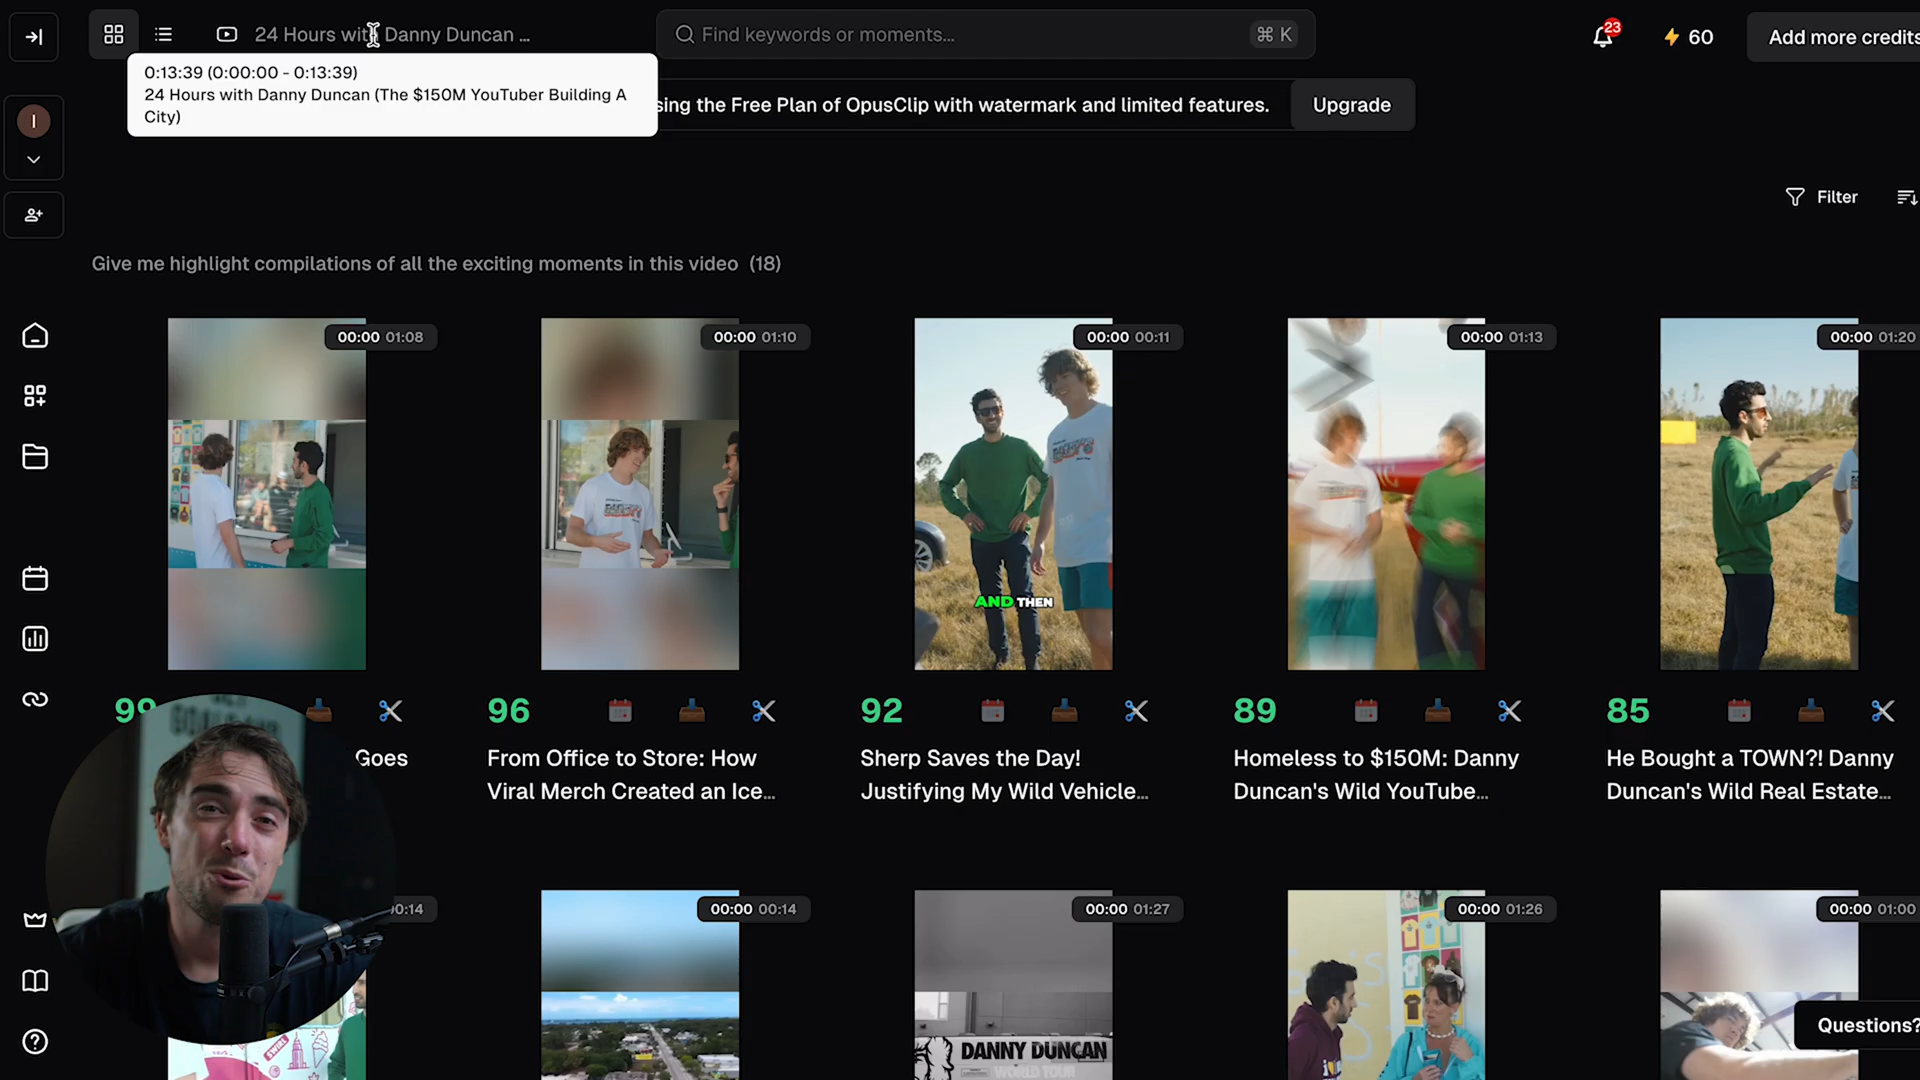 24 Hours with Danny Duncan ...
Find keywords or moments...
⌘ K
23
60
Add more credits
0:13:39 (0:00:00 - 0:13:39)
24 Hours with Danny Duncan (The $150M YouTuber Building A
City)
sing the Free Plan of OpusClip with watermark and limited features.
Upgrade
I
Filter
Give me highlight compilations of all the exciting moments in this video (18)
00:00 01:08
00:00 01:10
00:00 00:11
00:00 01:13
00:00 01:20
AND THEN
99
96
92
89
85
Goes
From Office to Store: How
Viral Merch Created an Ice...
Sherp Saves the Day!
Justifying My Wild Vehicle...
Homeless to $150M: Danny
Duncan's Wild YouTube...
He Bought a TOWN?! Danny
Duncan's Wild Real Estate...
0:14
00:00 00:14
00:00 01:27
00:00 01:26
00:00 01:00
SWIRL
DANNY DUNCAN
WORLD TOUR
Questions?